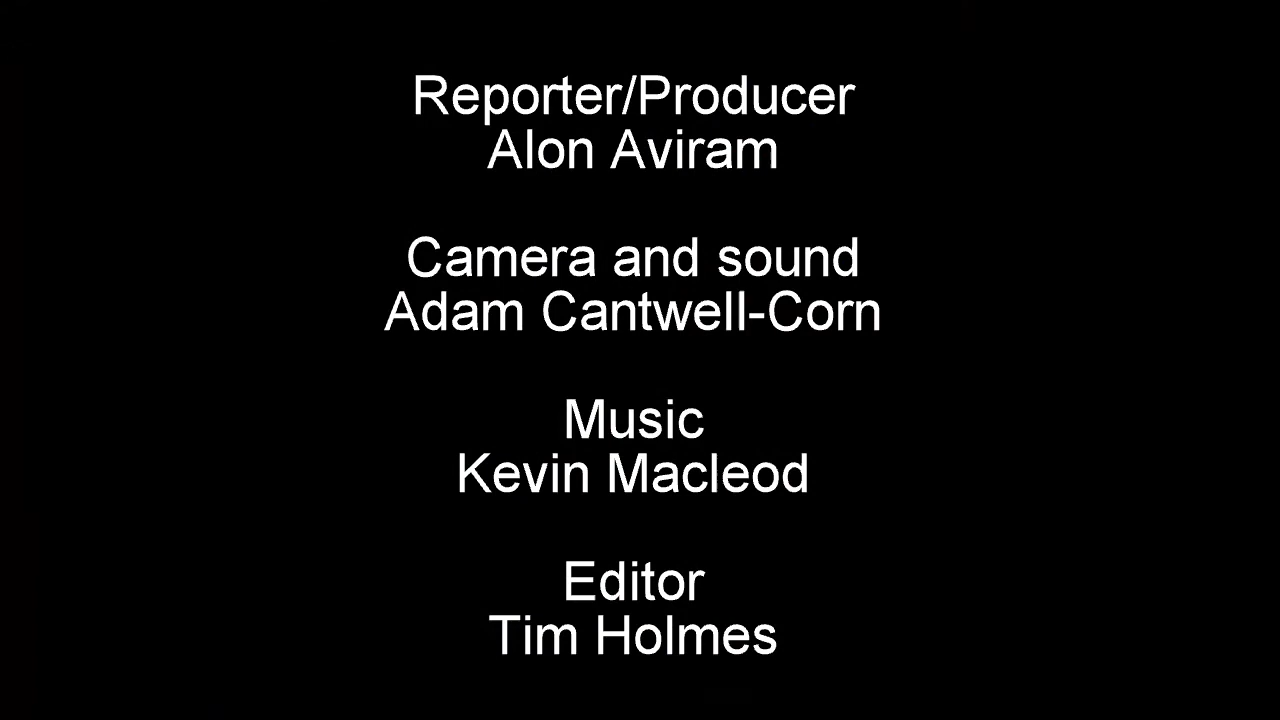 Reporter/Producer
Alon Aviram
Camera and sound
Adam Cantwell-Corn
Music
Kevin Macleod
Editor
Tim Holmes